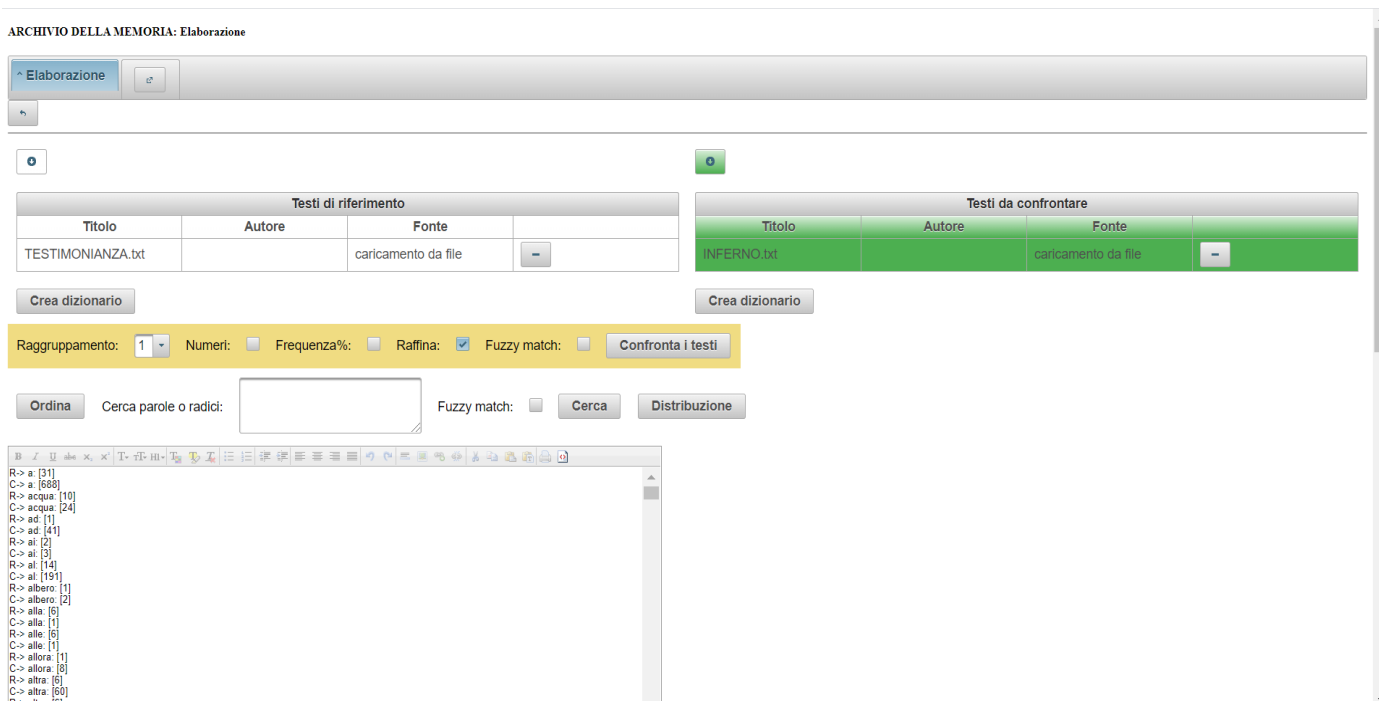 ARCHIVIO DELLA MEMORIA: Elaborazione
^ Elaborazione
Testi di riferimento
Titolo Autore Fonte
TESTIMONIANZA.txt caricamento da file -
Crea dizionario
Testi da confrontare
Titolo Autore Fonte
INFERNO.txt caricamento da file -
Crea dizionario
Raggruppamento: 1 Numeri: Frequenza%: Raffina: Fuzzy match: Confronta i testi
Ordina Cerca parole o radici: Fuzzy match: Cerca Distribuzione
R-> a: [31]
C-> a: [688]
R-> acqua: [10]
C-> acqua: [24]
R-> ad: [1]
C-> ad: [41]
R-> ai: [2]
C-> ai: [3]
R-> al: [14]
C-> al: [191]
R-> albero: [1]
C-> albero: [2]
R-> alla: [6]
C-> alla: [1]
R-> alle: [6]
C-> alle: [1]
R-> allora: [1]
C-> allora: [8]
R-> altra: [6]
C-> altra: [60]